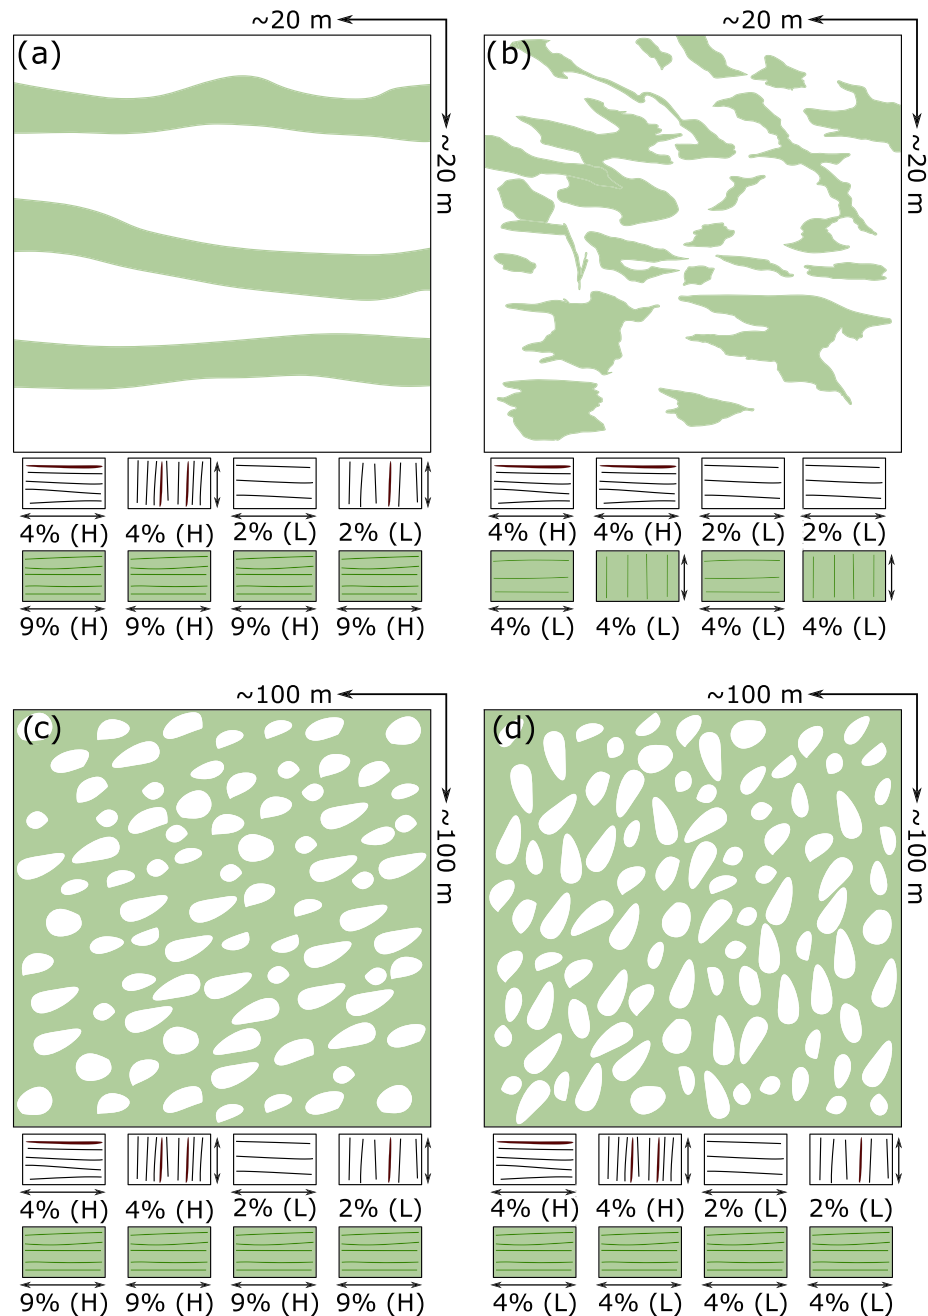 ~20 m
~20 m
(a)
(b)
~20 m
~20 m
4% (H) 4% (H) 2% (L) 2% (L)
4% (H) 4% (H) 2% (L) 2% (L)
9% (H) 9% (H) 9% (H) 9% (H)
4% (L) 4% (L) 4% (L) 4% (L)
~100 m
~100 m
(c)
(d)
~100 m
~100 m
4% (H) 4% (H) 2% (L) 2% (L)
4% (H) 4% (H) 2% (L) 2% (L)
9% (H) 9% (H) 9% (H) 9% (H)
4% (L) 4% (L) 4% (L) 4% (L)